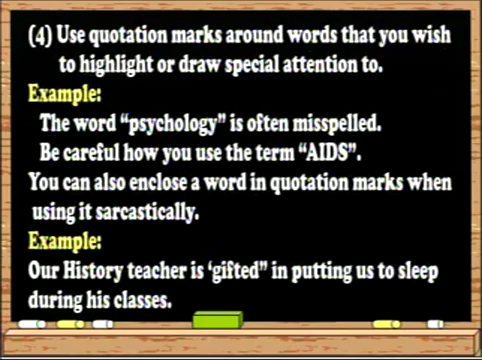 (4) Use quotation marks around words that you wish
to highlight or draw special attention to.
Example:
The word “psychology” is often misspelled.
Be careful how you use the term “AIDS”.
You can also enclose a word in quotation marks when
using it sarcastically.
Example:
Our History teacher is ‘gifted” in putting us to sleep
during his classes.